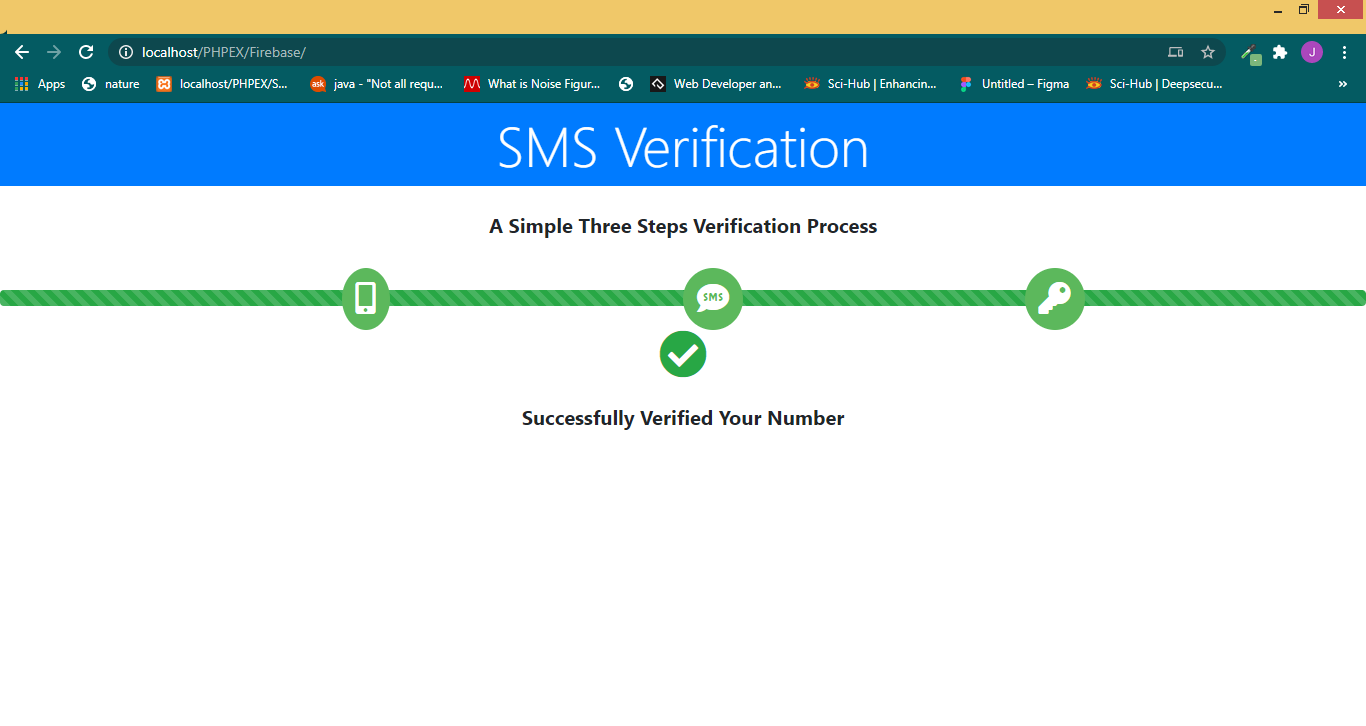 localhost/PHPEX/Firebase/
J
Apps nature localhost/PHPEX/S... ask java - "Not all requ... What is Noise Figur... Web Developer an... Sci-Hub | Enhancin... Untitled – Figma Sci-Hub | Deepsecu... »
SMS Verification
A Simple Three Steps Verification Process
SMS
Successfully Verified Your Number